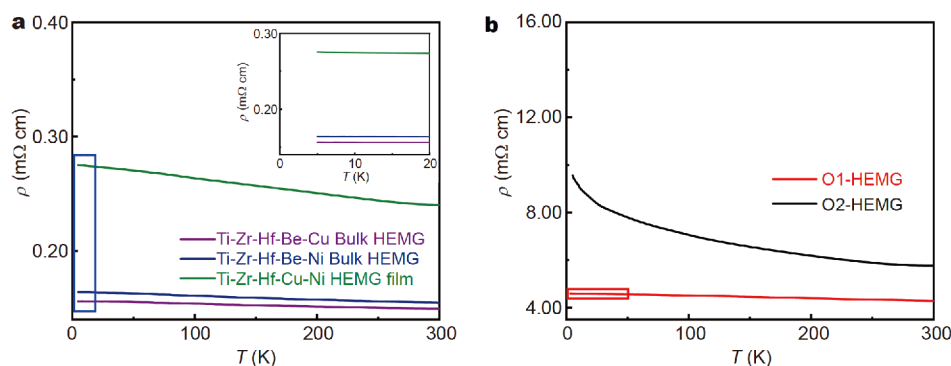 a
0.40
0.30
0.20
ρ (mΩ cm)
0
100
200
300
T (K)
0.30
0.20
ρ (mΩ cm)
0
5
10
15
20
T (K)
Ti-Zr-Hf-Be-Cu Bulk HEMG
Ti-Zr-Hf-Be-Ni Bulk HEMG
Ti-Zr-Hf-Cu-Ni HEMG film
b
16.00
12.00
8.00
4.00
ρ (mΩ cm)
0
100
200
300
T (K)
O1-HEMG
O2-HEMG